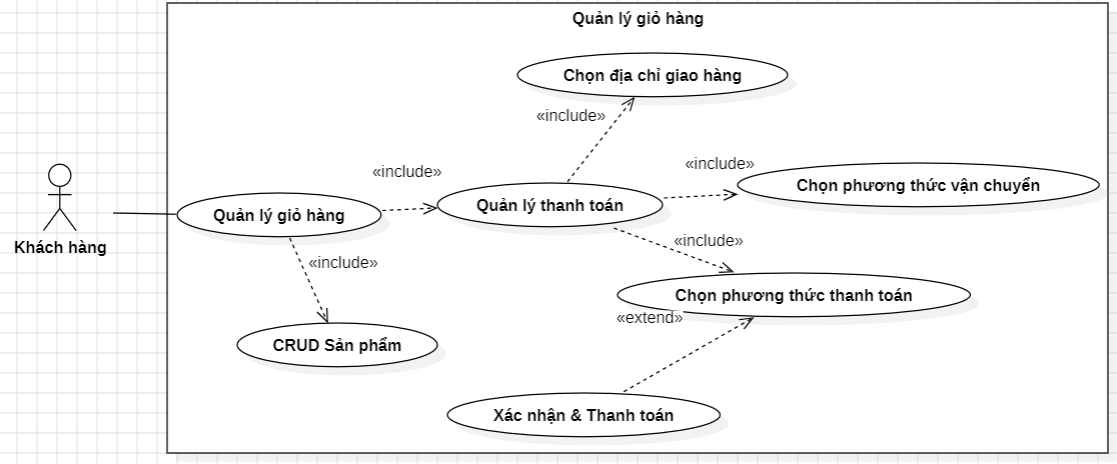 Quản lý giỏ hàng
Chọn địa chỉ giao hàng
«include»
«include»
«include»
Chọn phương thức vận chuyển
Quản lý giỏ hàng
Quản lý thanh toán
Khách hàng
«include»
«include»
Chọn phương thức thanh toán
«extend»
CRUD Sản phẩm
Xác nhận & Thanh toán